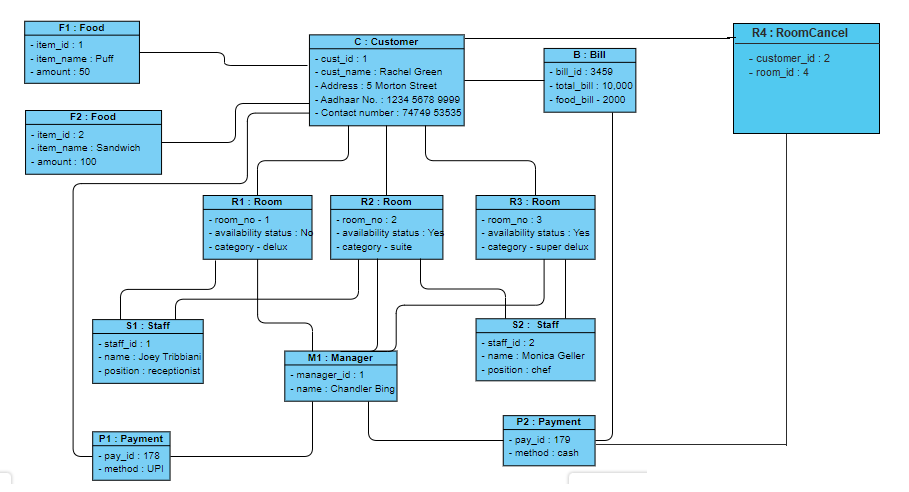 F1 : Food
- item_id : 1
- item_name : Puff
- amount : 50
C : Customer
- cust_id : 1
- cust_name : Rachel Green
- Address : 5 Morton Street
- Aadhaar No. : 1234 5678 9999
- Contact number : 74749 53535
B : Bill
- bill_id : 3459
- total_bill : 10,000
- food_bill - 2000
R4 : RoomCancel
- customer_id : 2
- room_id : 4
F2 : Food
- item_id : 2
- item_name : Sandwich
- amount : 100
R1 : Room
- room_no - 1
- availability status : No
- category - delux
R2 : Room
- room_no : 2
- availability status : Yes
- category - suite
R3 : Room
- room_no : 3
- availability status : Yes
- category - super delux
S1 : Staff
- staff_id : 1
- name : Joey Tribbiani
- position : receptionist
M1 : Manager
- manager_id : 1
- name : Chandler Bing
S2 : Staff
- staff_id : 2
- name : Monica Geller
- position : chef
P1 : Payment
- pay_id : 178
- method : UPI
P2 : Payment
- pay_id : 179
- method : cash